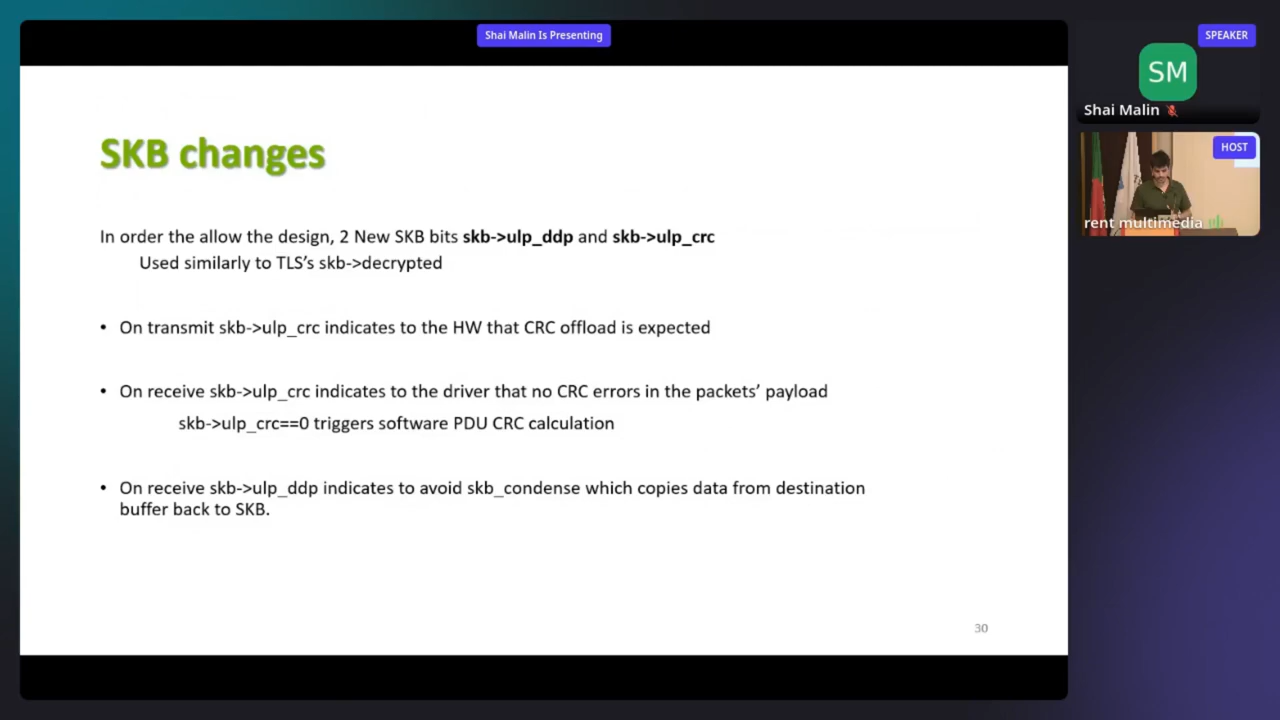 Shai Malin Is Presenting
SKB changes
In order the allow the design, 2 New SKB bits skb->ulp_ddp and skb->ulp_crc
Used similarly to TLS’s skb->decrypted
• On transmit skb->ulp_crc indicates to the HW that CRC offload is expected
• On receive skb->ulp_crc indicates to the driver that no CRC errors in the packets’ payload
skb->ulp_crc==0 triggers software PDU CRC calculation
• On receive skb->ulp_ddp indicates to avoid skb_condense which copies data from destination
buffer back to SKB.
30
SPEAKER
SM
Shai Malin
HOST
rent multimedia